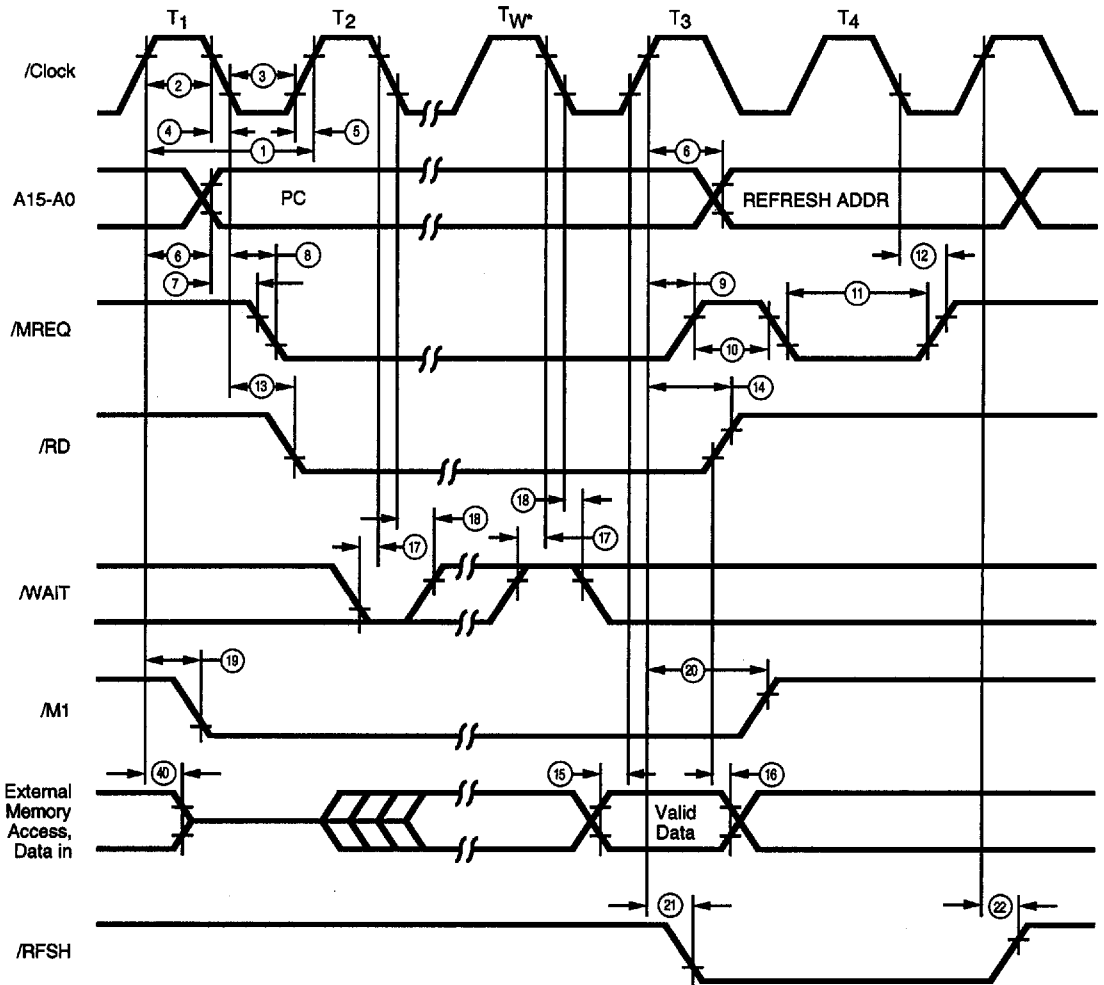 T1 T2 TW* T3 T4
/Clock
3
2
4 5
1
6
A15-A0 PC REFRESH ADDR
6 8 12
7 9
11
/MREQ
10
13 14
/RD
18 18
17 17
/WAIT
19 20
/M1
40 15 16
External
Memory
Access,
Data in
Valid
Data
21 22
/RFSH